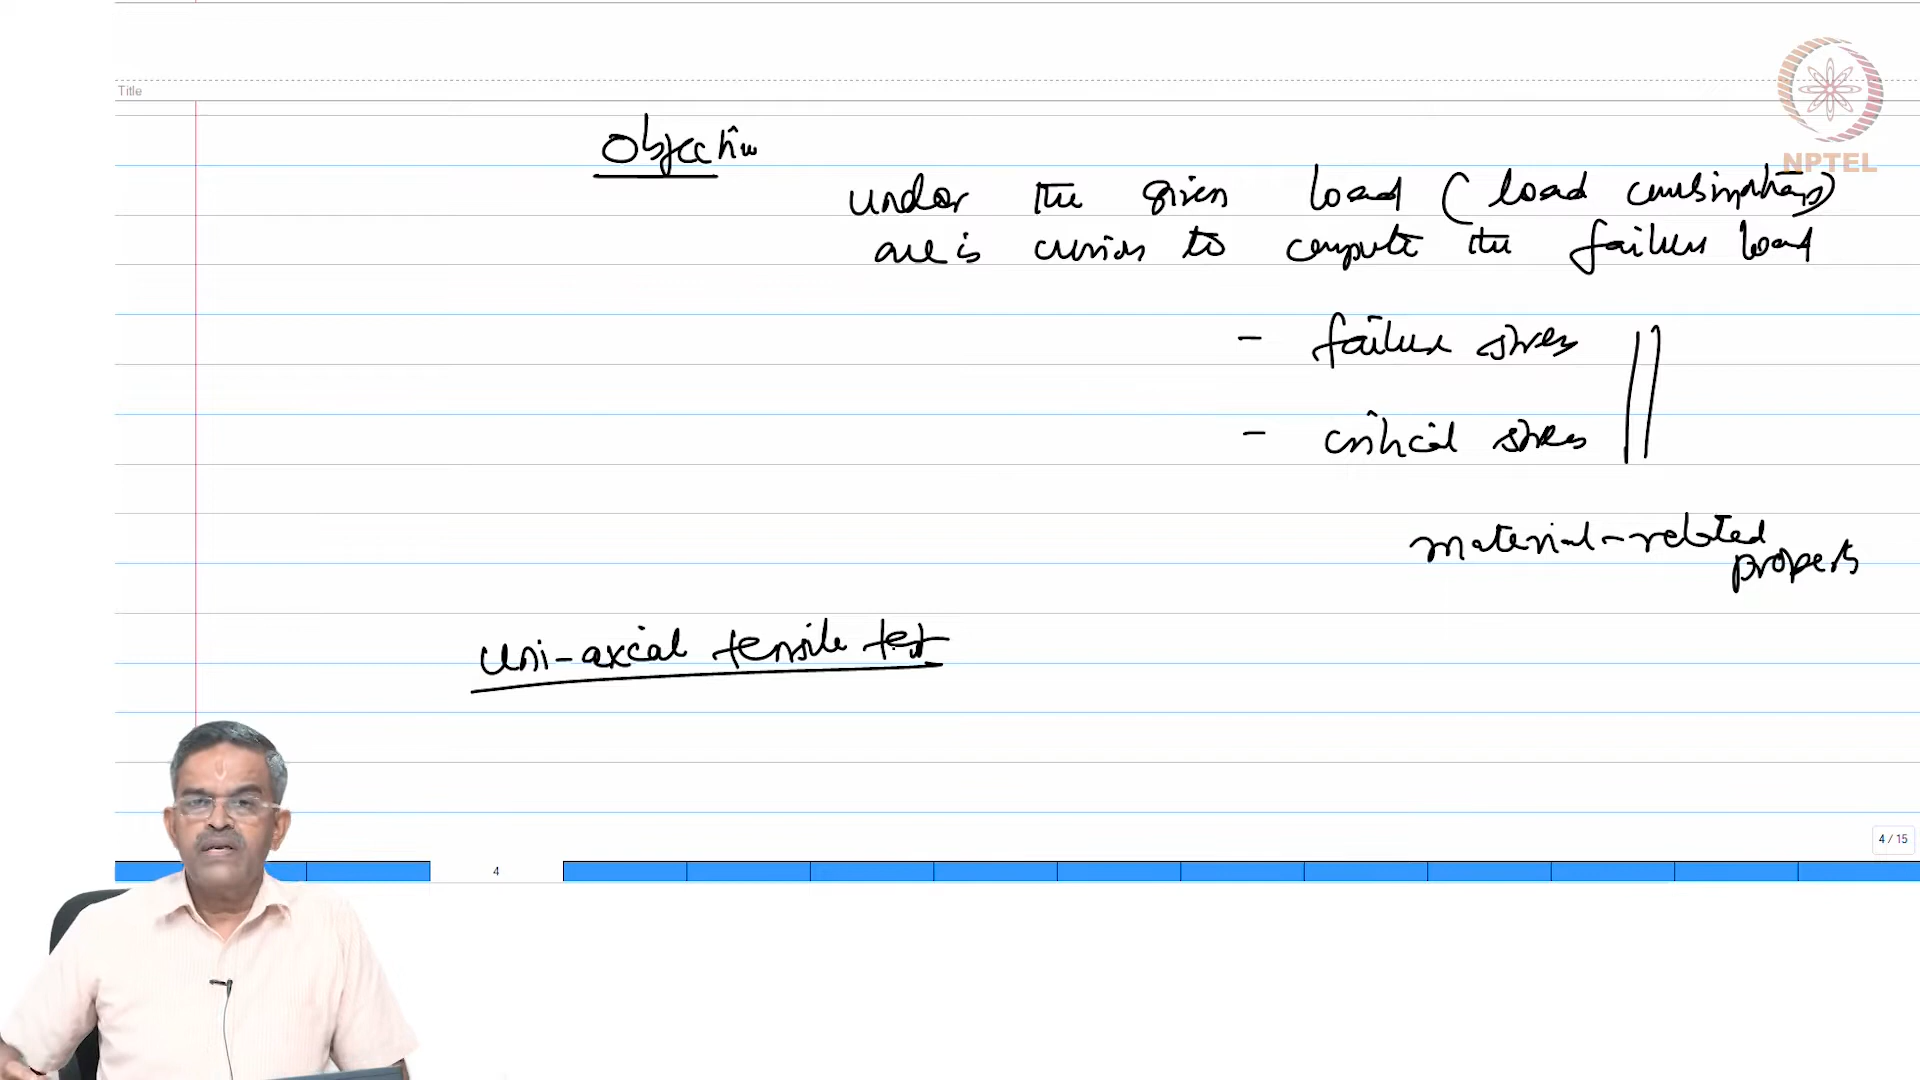 Title
NPTEL
Objective
under the given load (load combinations)
one is curious to compute the failure load
- failure stress
- critical stress
material-related
property
uni-axial tensile test
4 / 15
4